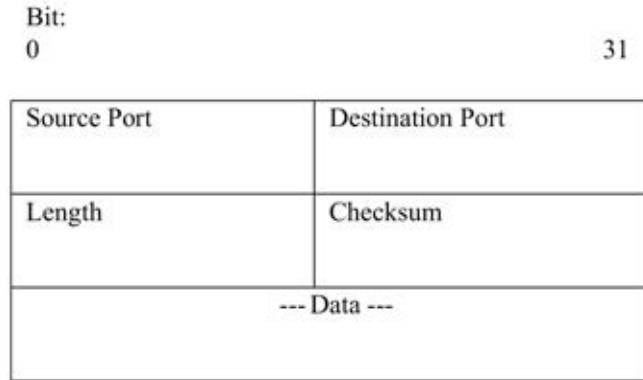 Bit:
0 31
Source Port Destination Port
Length Checksum
--- Data ---